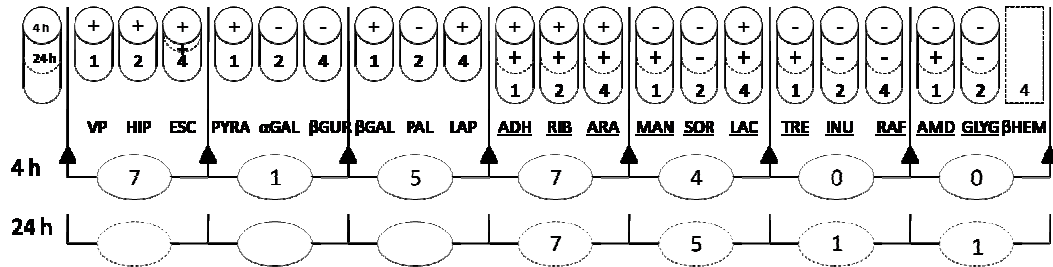 4h + + + + − − + − + + + + − − + − − − − −
24h + + + + + − + + − − + −
1 2 4 1 2 4 1 2 4 1 2 4 1 2 4 1 2 4 1 2 4
VP HIP ESC PYRA αGAL βGUR βGAL PAL LAP ADH RIB ARA MAN SOR LAC TRE INU RAF AMD GLYG βHEM
4 h 7 1 5 7 4 0 0
24 h 7 5 1 1